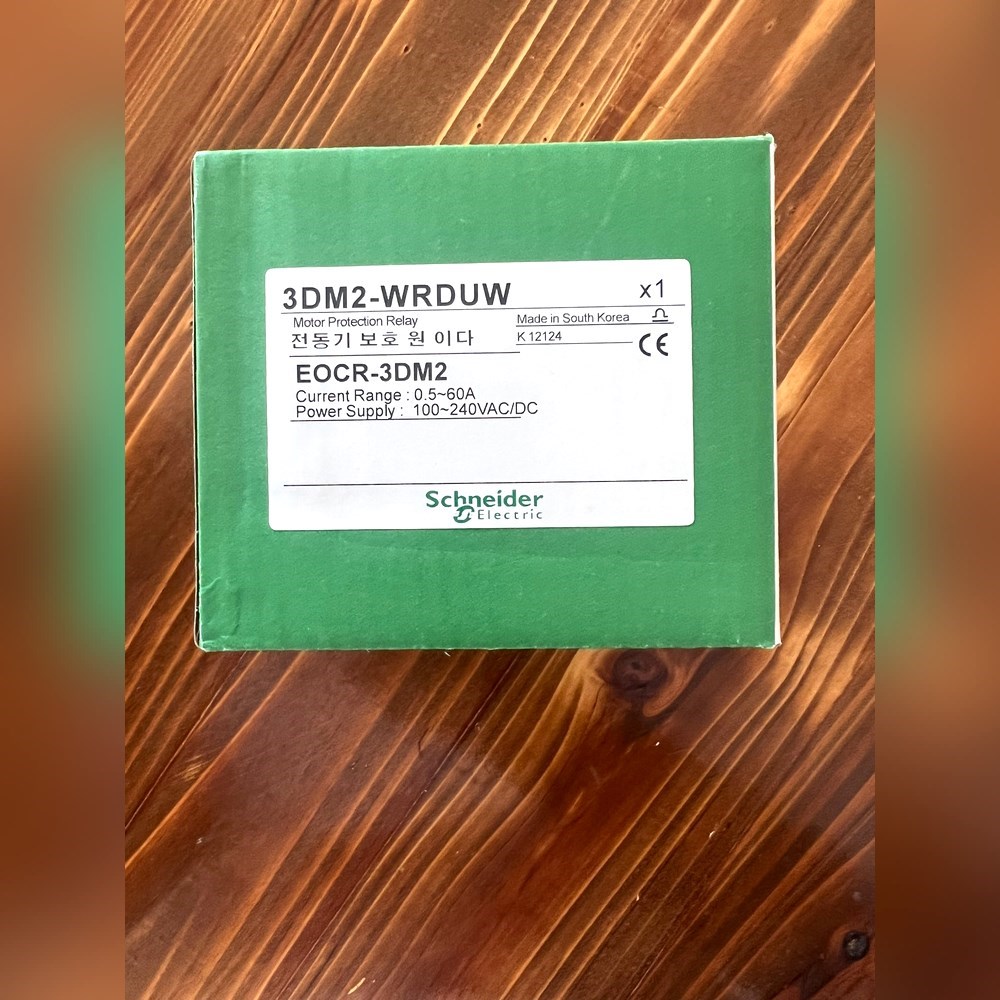 3DM2-WRDUW x1
Motor Protection Relay
Made in South Korea
전동기 보호 원 이다
K 12124
CE
EOCR-3DM2
Current Range : 0.5~60A
Power Supply : 100~240VAC/DC
Schneider
Electric